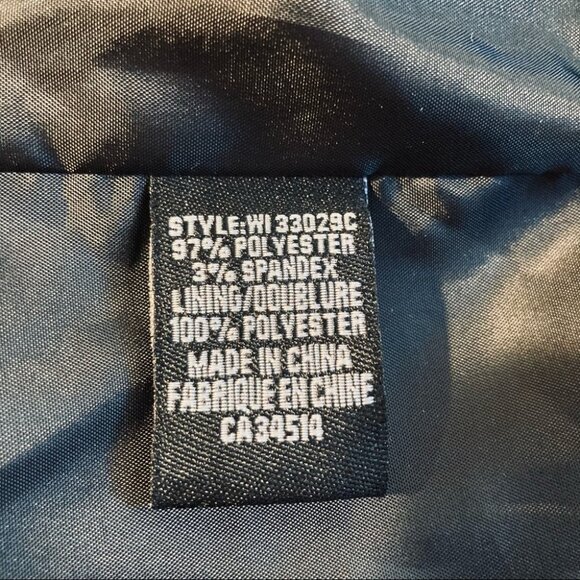 STYLE:WI 33029C
97% POLYESTER
3% SPANDEX
LINING/DOUBLURE
100% POLYESTER
MADE IN CHINA
FABRIQUE EN CHINE
CA34514